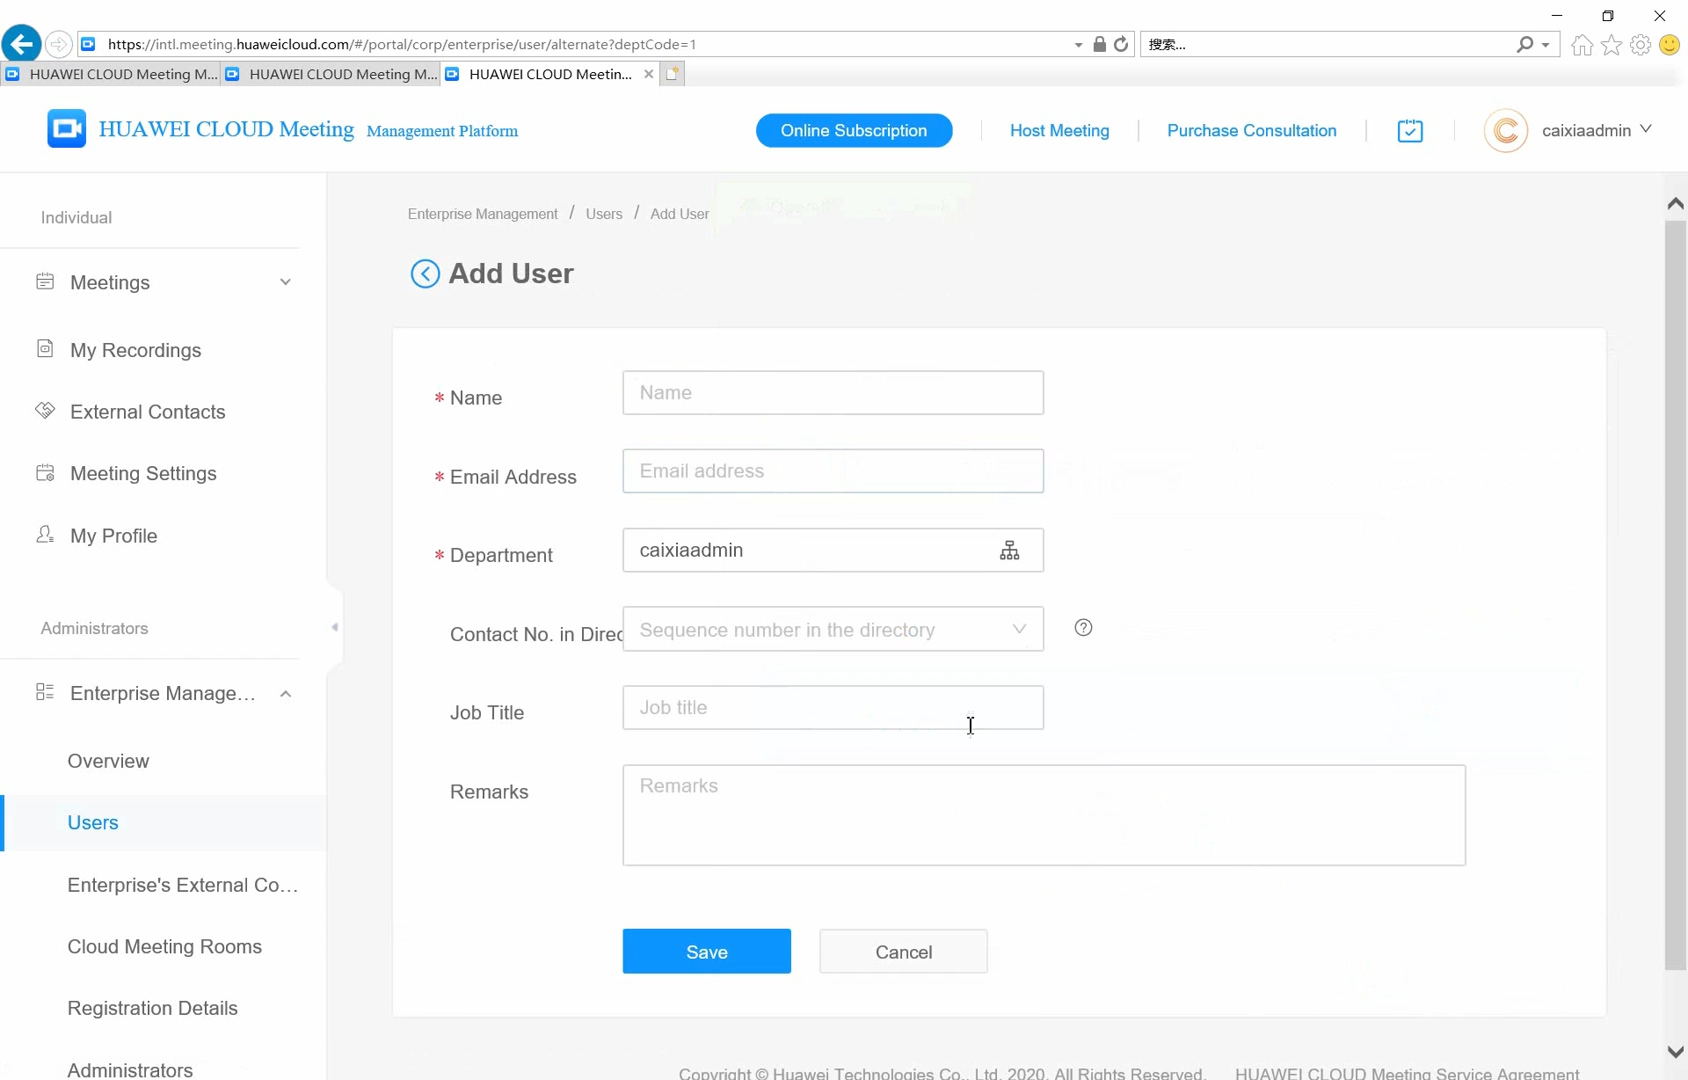 https://intl.meeting.huaweicloud.com/#/portal/corp/enterprise/user/alternate?deptCode=1
搜索...
HUAWEI CLOUD Meeting M...
HUAWEI CLOUD Meeting M...
HUAWEI CLOUD Meetin...
HUAWEI CLOUD Meeting Management Platform
Online Subscription
Host Meeting
Purchase Consultation
caixiaadmin
Individual
Meetings
My Recordings
External Contacts
Meeting Settings
My Profile
Administrators
Enterprise Manage...
Overview
Users
Enterprise's External Co...
Cloud Meeting Rooms
Registration Details
Administrators
Enterprise Management / Users / Add User
Add User
* Name
Name
* Email Address
Email address
* Department
caixiaadmin
Contact No. in Direc
Sequence number in the directory
Job Title
Job title
Remarks
Remarks
Save
Cancel
Copyright © Huawei Technologies Co., Ltd. 2020. All Rights Reserved.
HUAWEI CLOUD Meeting Service Agreement